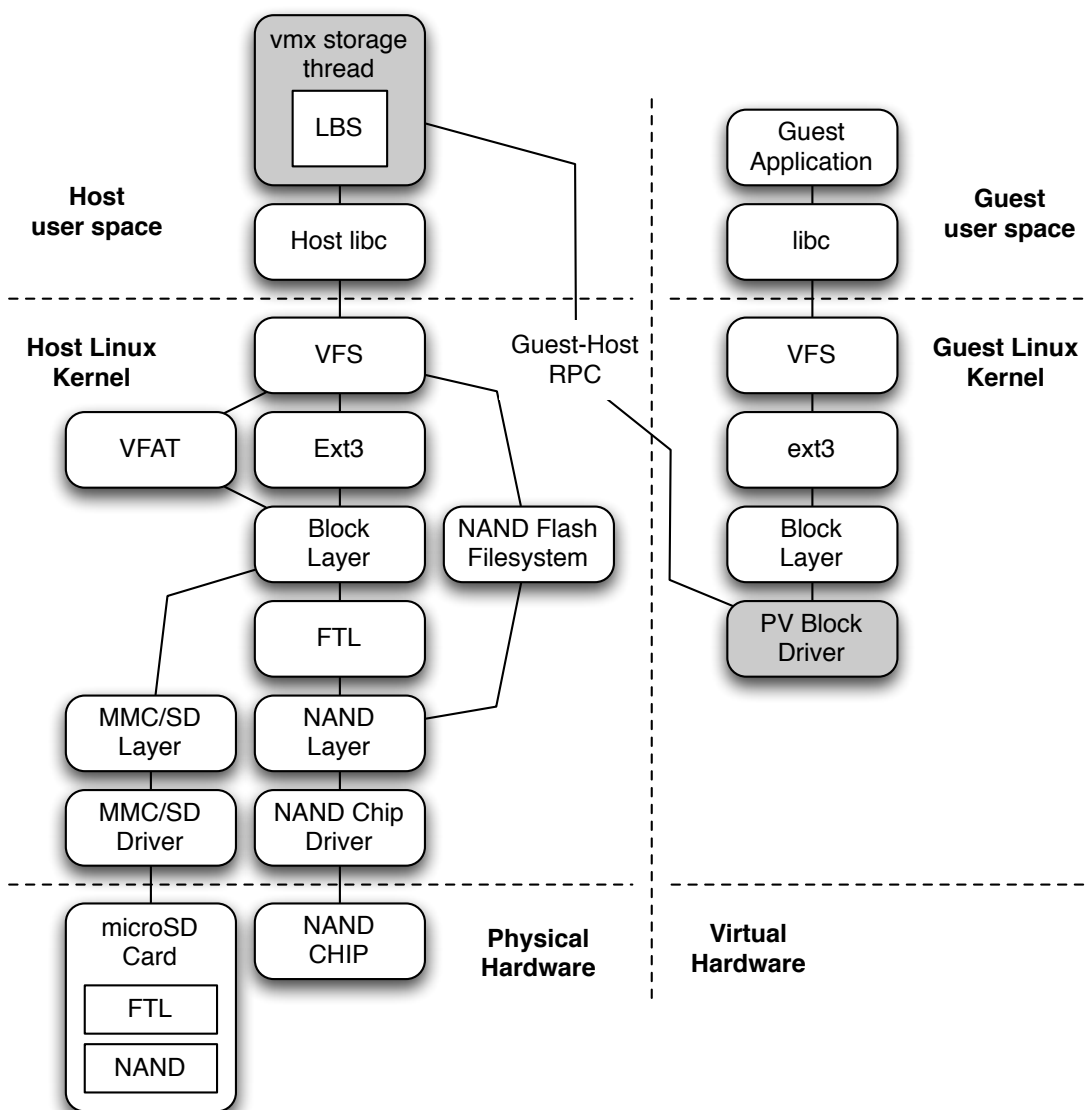 vmx storage
thread
LBS
Host
user space
Host libc
Guest
Application
Guest
user space
libc
Host Linux
Kernel
VFS
VFAT
Ext3
Block
Layer
NAND Flash
Filesystem
FTL
MMC/SD
Layer
NAND
Layer
MMC/SD
Driver
NAND Chip
Driver
Guest-Host
RPC
VFS
Guest Linux
Kernel
ext3
Block
Layer
PV Block
Driver
microSD
Card
FTL
NAND
NAND
CHIP
Physical
Hardware
Virtual
Hardware